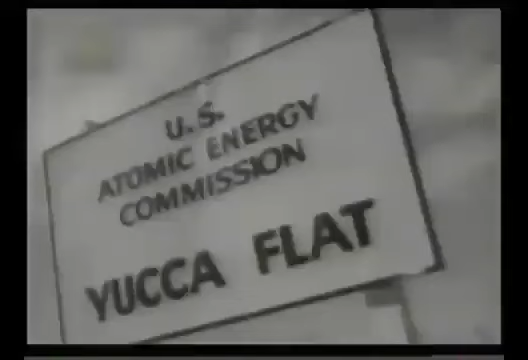 U.S.
ATOMIC ENERGY
COMMISSION
YUCCA FLAT